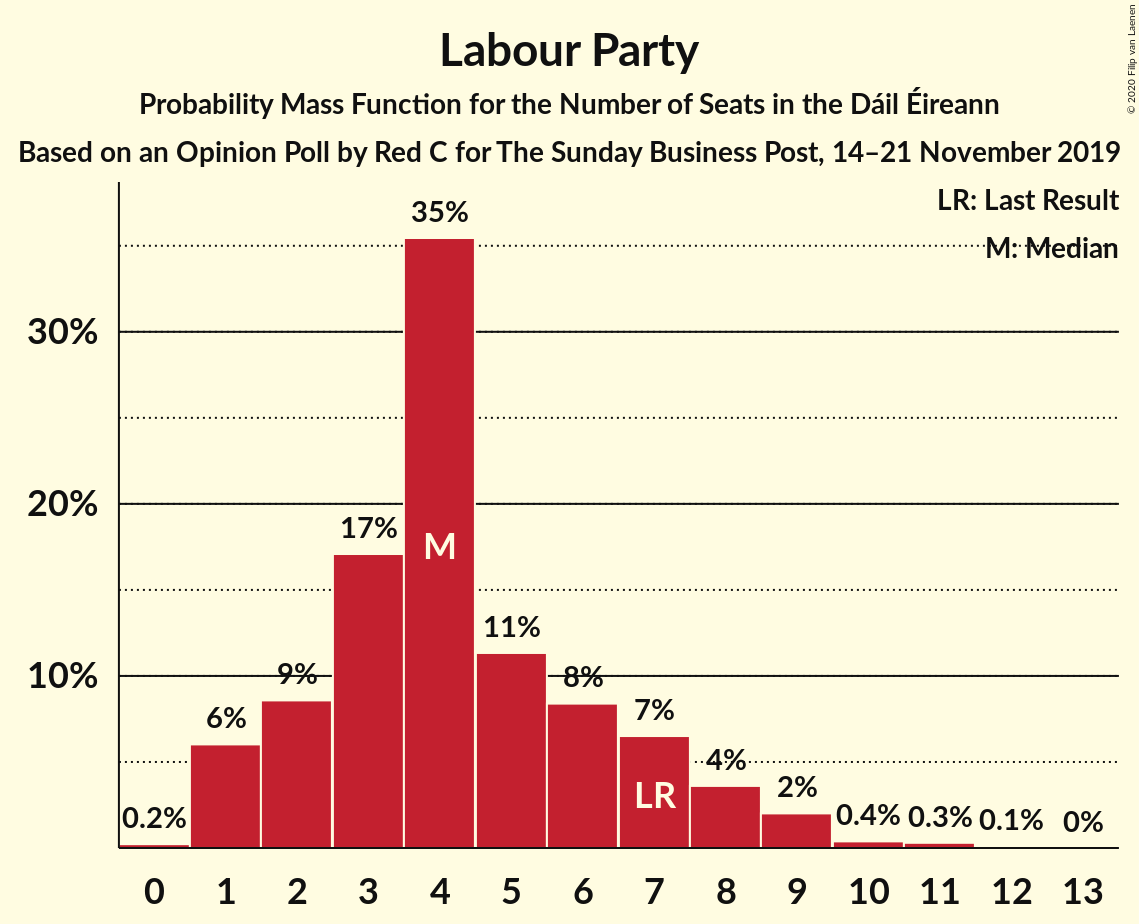 Labour Party
Probability Mass Function for the Number of Seats in the Dáil Éireann
Based on an Opinion Poll by Red C for The Sunday Business Post, 14–21 November 2019
© 2020 Filip van Laenen
LR: Last Result
M: Median
30%
20%
10%
0.2%
6%
9%
17%
35%
11%
8%
7%
4%
2%
0.4%
0.3%
0.1%
0%
M
LR
0 1 2 3 4 5 6 7 8 9 10 11 12 13